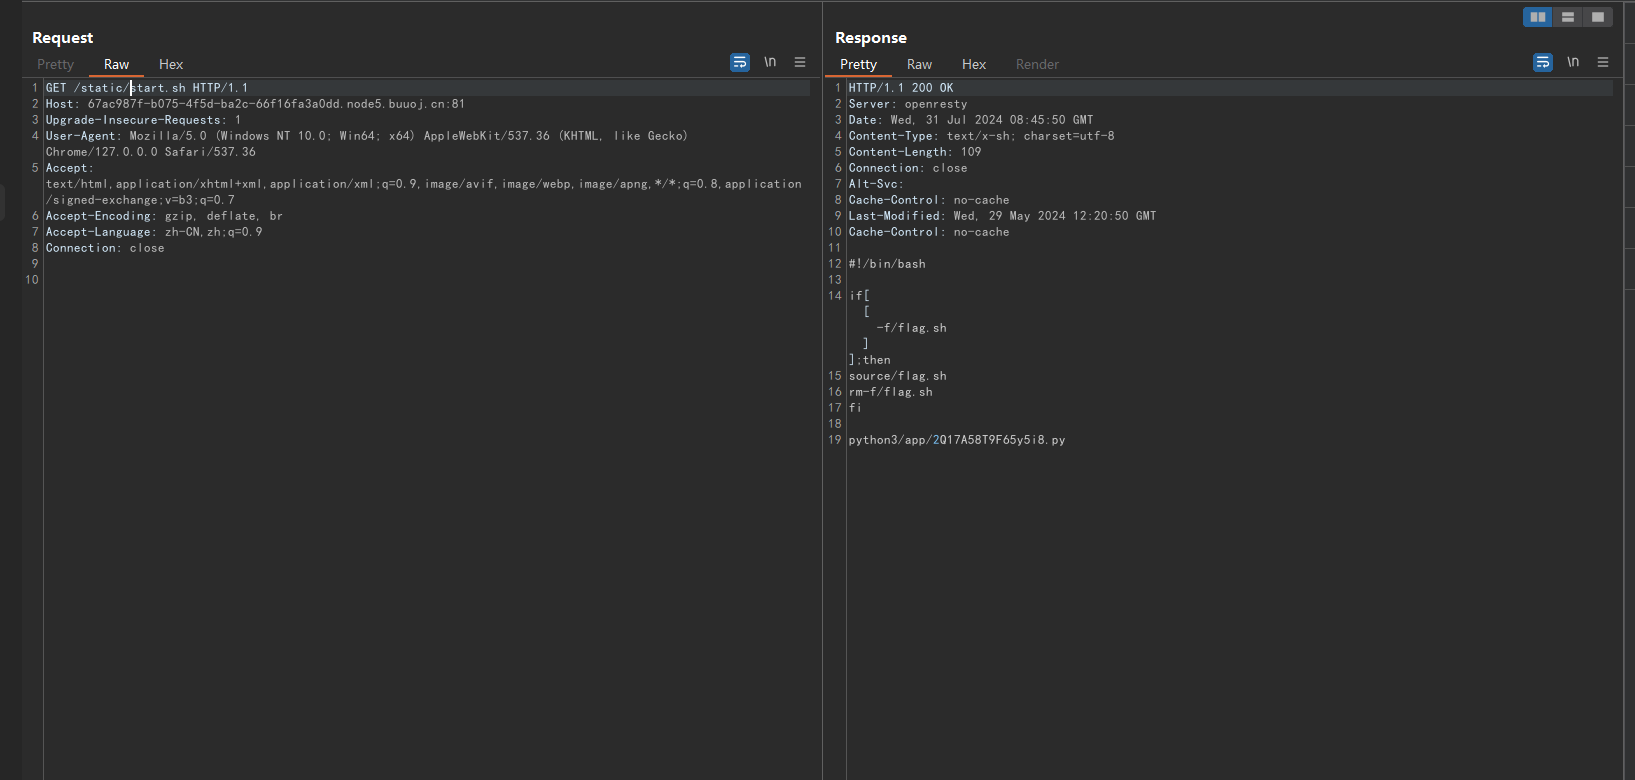 Request
Pretty Raw Hex
\n
1 GET /static/start.sh HTTP/1.1
2 Host: 67ac987f-b075-4f5d-ba2c-66f16fa3a0dd.node5.buuoj.cn:81
3 Upgrade-Insecure-Requests: 1
4 User-Agent: Mozilla/5.0 (Windows NT 10.0; Win64; x64) AppleWebKit/537.36 (KHTML, like Gecko)
Chrome/127.0.0.0 Safari/537.36
5 Accept:
text/html,application/xhtml+xml,application/xml;q=0.9,image/avif,image/webp,image/apng,*/*;q=0.8,application
/signed-exchange;v=b3;q=0.7
6 Accept-Encoding: gzip, deflate, br
7 Accept-Language: zh-CN,zh;q=0.9
8 Connection: close
9
10
Response
Pretty Raw Hex Render
\n
1 HTTP/1.1 200 OK
2 Server: openresty
3 Date: Wed, 31 Jul 2024 08:45:50 GMT
4 Content-Type: text/x-sh; charset=utf-8
5 Content-Length: 109
6 Connection: close
7 Alt-Svc:
8 Cache-Control: no-cache
9 Last-Modified: Wed, 29 May 2024 12:20:50 GMT
10 Cache-Control: no-cache
11
12 #!/bin/bash
13
14 if[
[
-f/flag.sh
]
];then
15 source/flag.sh
16 rm-f/flag.sh
17 fi
18
19 python3/app/2Q17A58T9F65y5i8.py